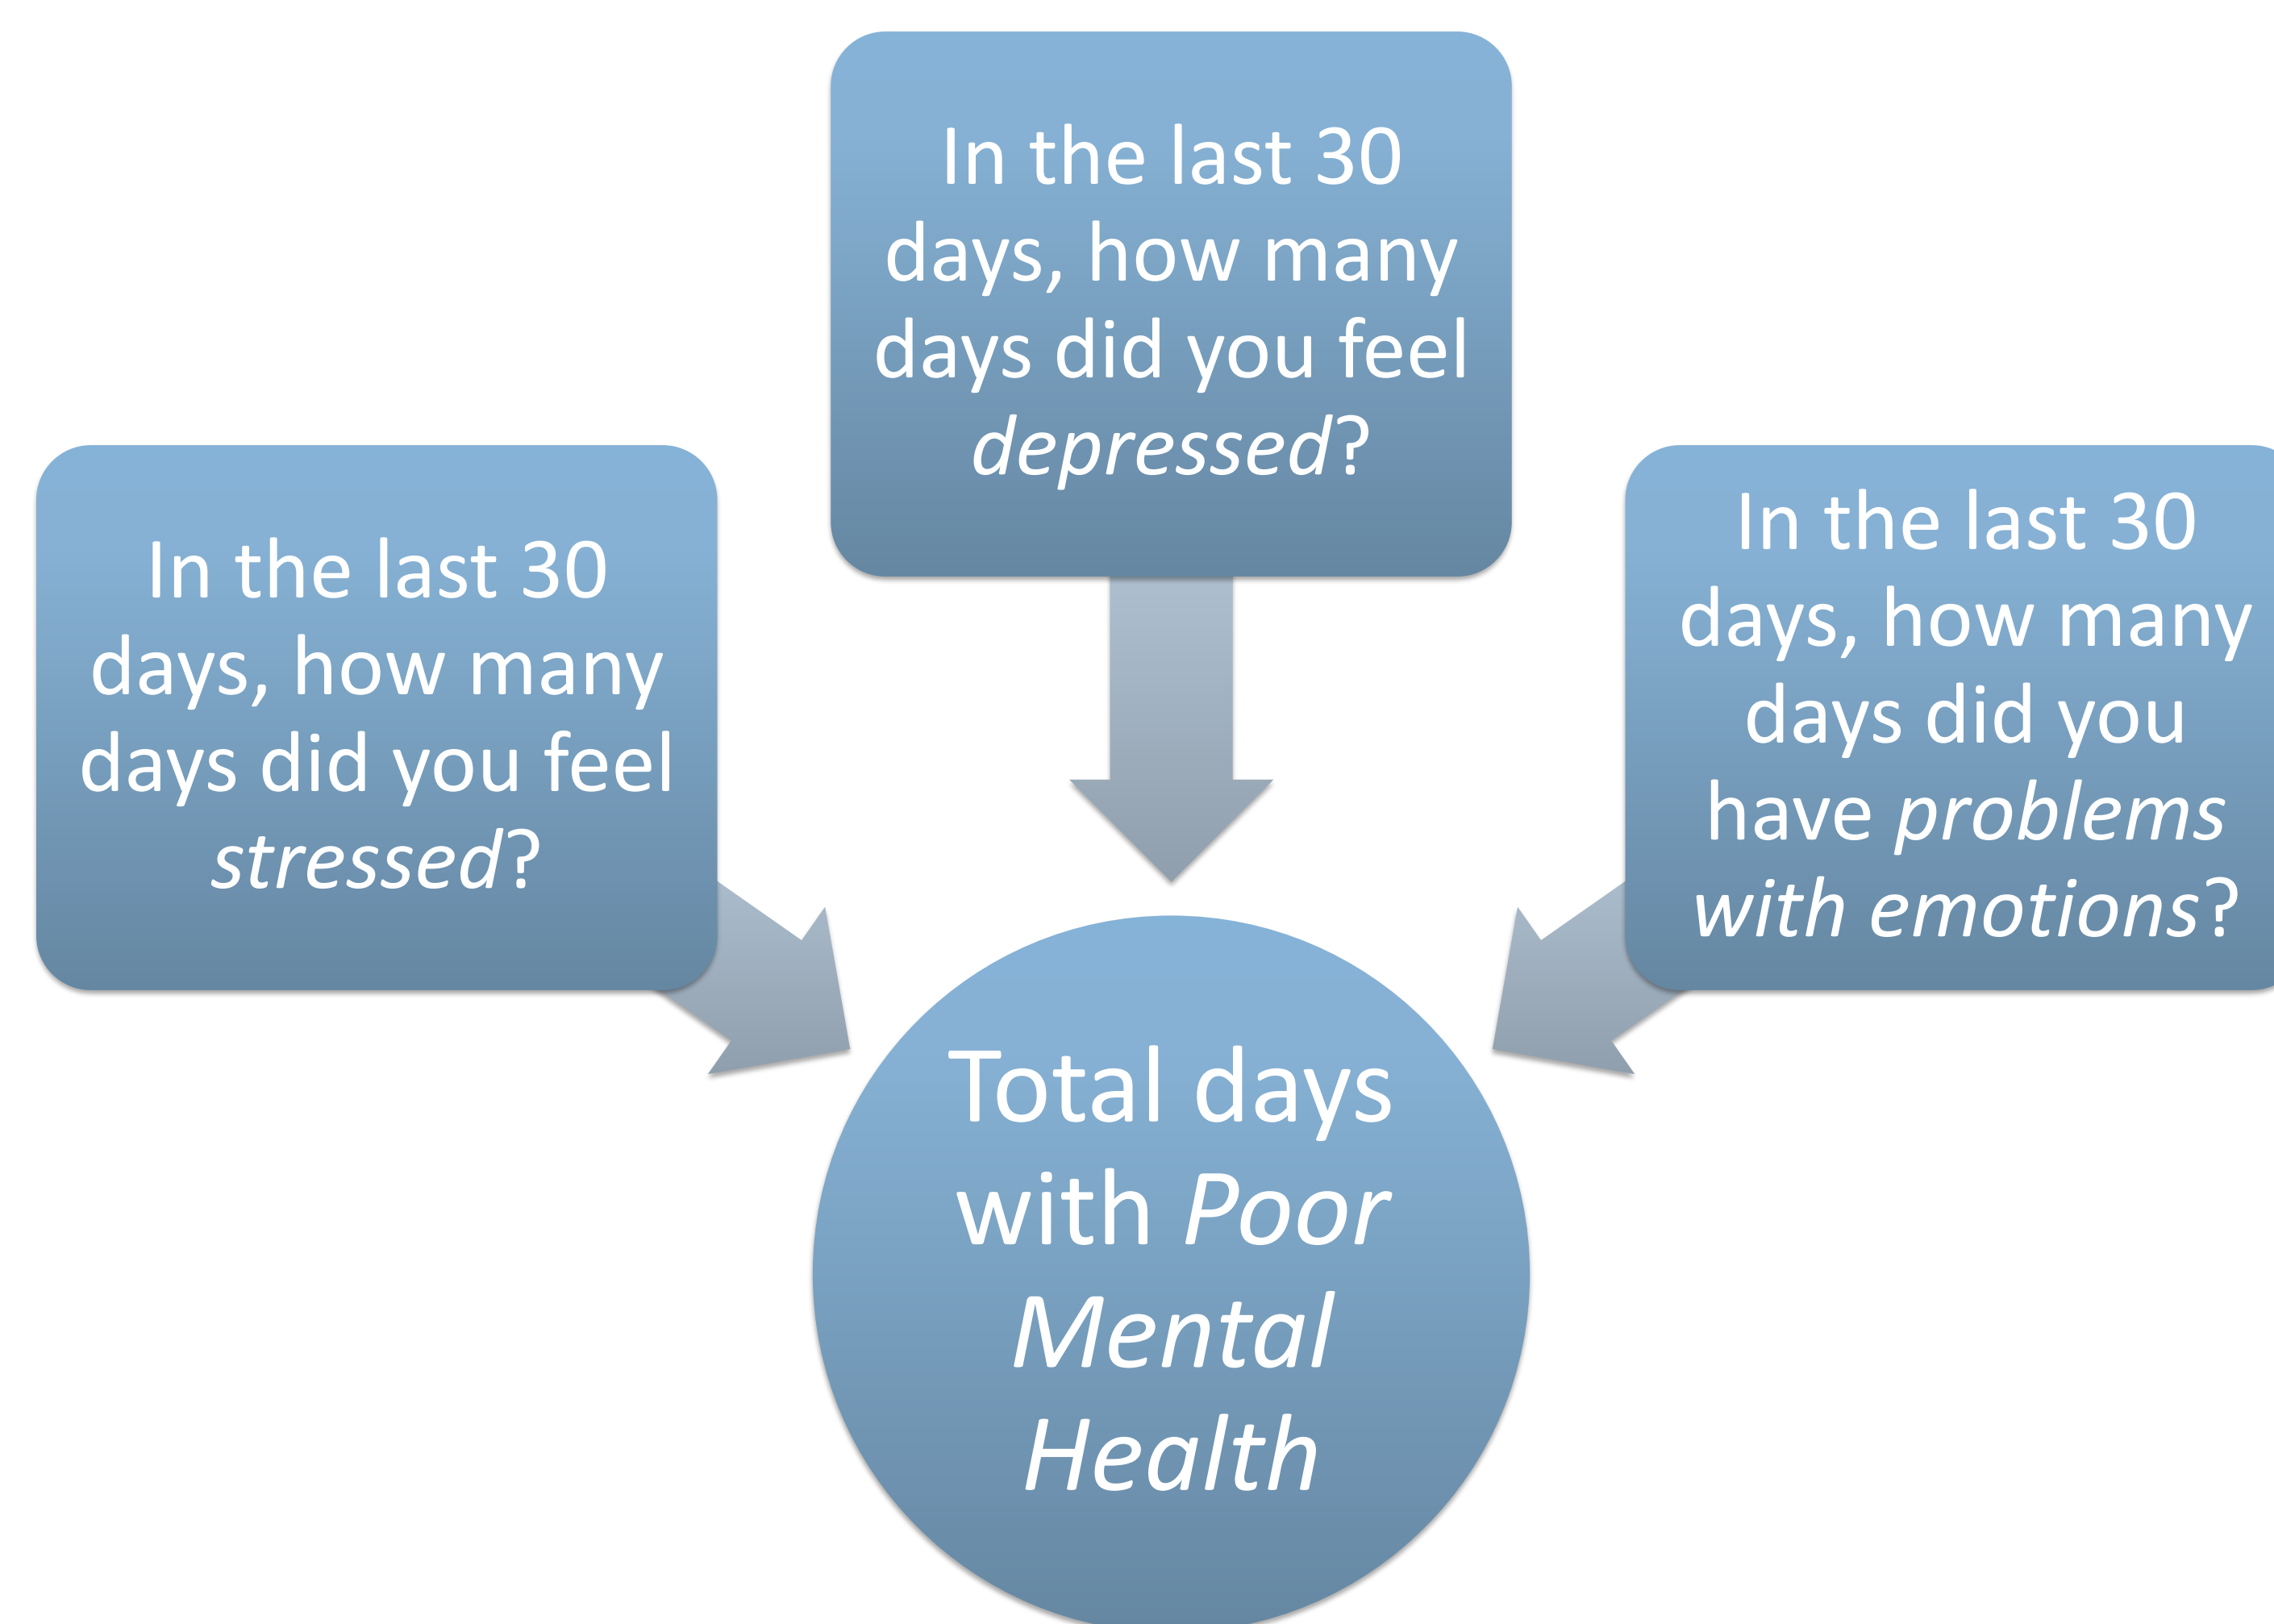 In the last 30
days, how many
days did you feel
stressed?
In the last 30
days, how many
days did you feel
depressed?
In the last 30
days, how many
days did you
have problems
with emotions?
Total days
with Poor
Mental
Health